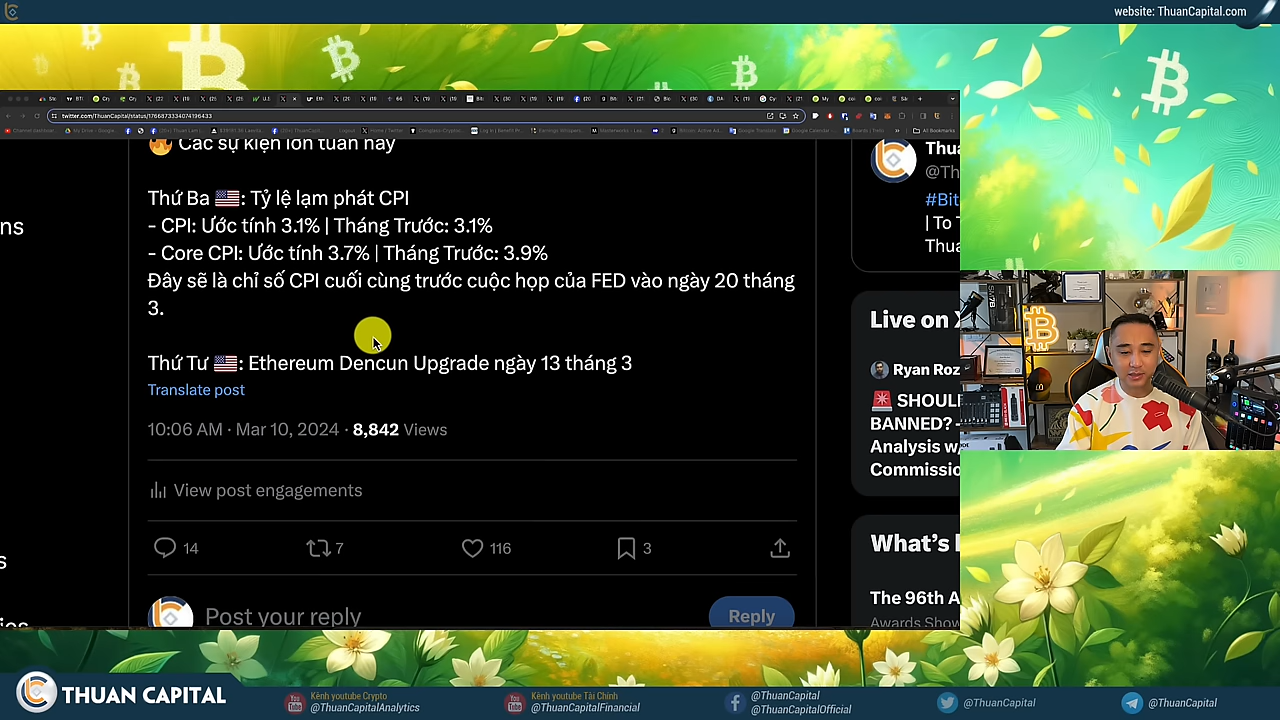 website: ThuanCapital.com
twitter.com/ThuanCapital/status/1766873334074196433
All Bookmarks
Các sự kiện lớn tuần này
Thứ Ba 🇺🇸: Tỷ lệ lạm phát CPI
- CPI: Ước tính 3.1% | Tháng Trước: 3.1%
- Core CPI: Ước tính 3.7% | Tháng Trước: 3.9%
Đây sẽ là chỉ số CPI cuối cùng trước cuộc họp của FED vào ngày 20 tháng
3.
Thứ Tư 🇺🇸: Ethereum Dencun Upgrade ngày 13 tháng 3
Translate post
10:06 AM · Mar 10, 2024 · 8,842 Views
View post engagements
14 7 116 3
Post your reply
Reply
ns
s
Thua
@Th
#Bit
| To T
Thua
Live on X
Ryan Roz
🚨 SHOUL
BANNED? -
Analysis w/
Commissio
What's
The 96th A
Awards Show
THUAN CAPITAL
Kênh youtube Crypto
@ThuanCapitalAnalytics
Kênh youtube Tài Chính
@ThuanCapitalFinancial
@ThuanCapital
@ThuanCapitalOfficial
@ThuanCapital
@ThuanCapital